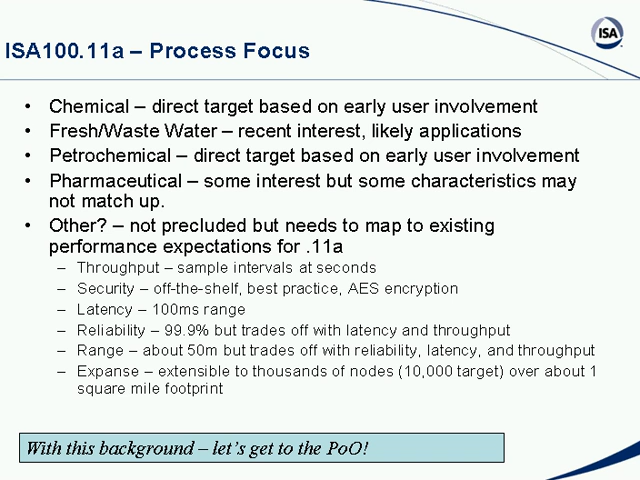 ISA100.11a – Process Focus
ISA
• Chemical – direct target based on early user involvement
• Fresh/Waste Water – recent interest, likely applications
• Petrochemical – direct target based on early user involvement
• Pharmaceutical – some interest but some characteristics may
not match up.
• Other? – not precluded but needs to map to existing
performance expectations for .11a
– Throughput – sample intervals at seconds
– Security – off-the-shelf, best practice, AES encryption
– Latency – 100ms range
– Reliability – 99.9% but trades off with latency and throughput
– Range – about 50m but trades off with reliability, latency, and throughput
– Expanse – extensible to thousands of nodes (10,000 target) over about 1
square mile footprint
With this background – let's get to the PoO!